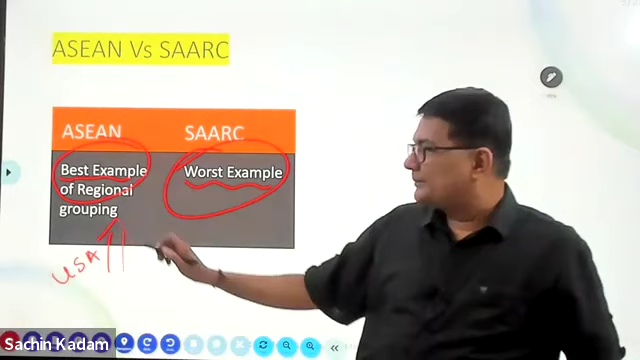 ASEAN Vs SAARC
ASEAN
SAARC
Best Example
of Regional
grouping
Worst Example
USA
Sachin Kadam